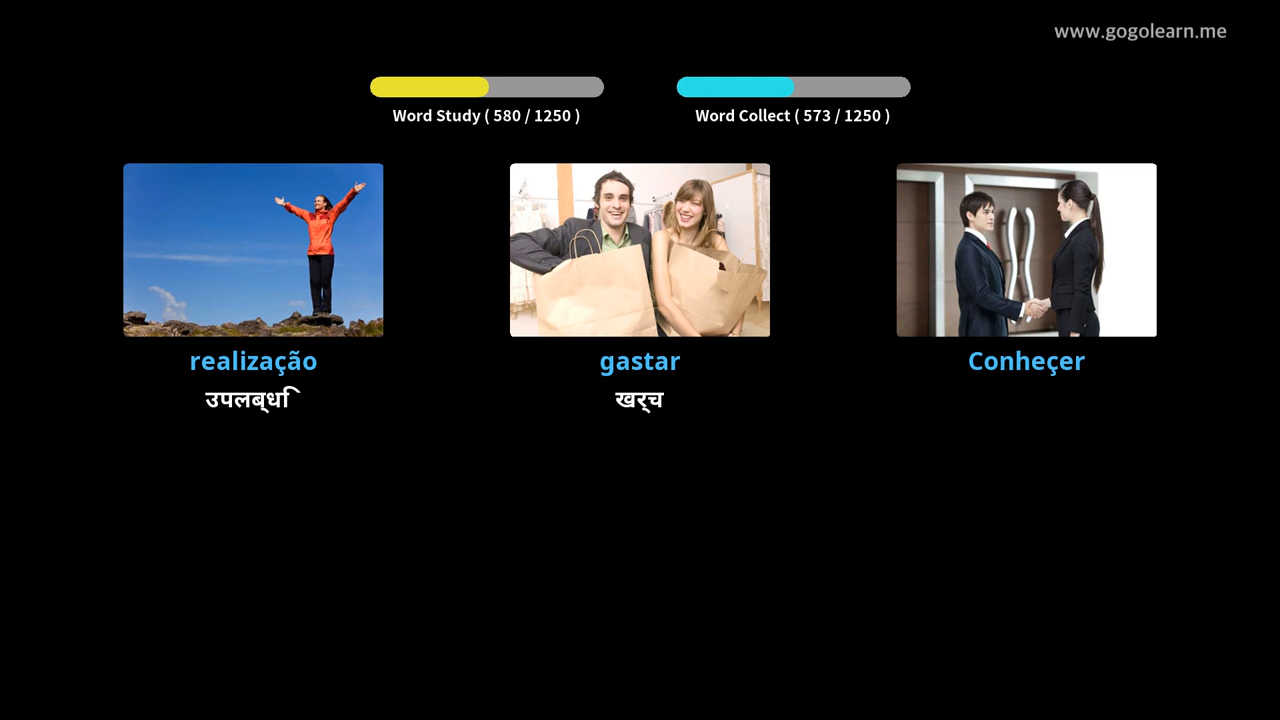 www.gogolearn.me
Word Study ( 580 / 1250 )
Word Collect ( 573 / 1250 )
realização
gastar
Conheçer
उपलब्धि
खर्च